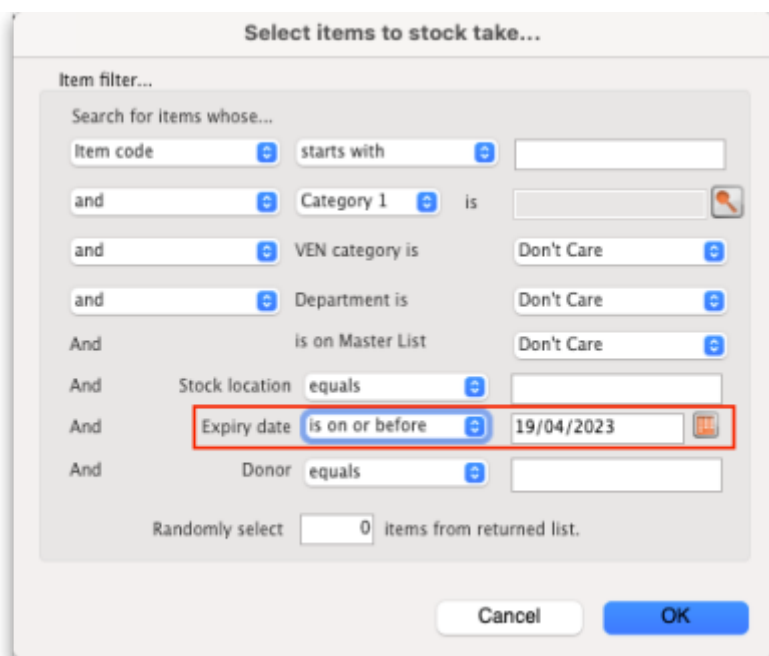 Select items to stock take...
Item filter...
Search for items whose...
Item code starts with
and Category 1 is
and VEN category is Don't Care
and Department is Don't Care
And is on Master List Don't Care
And Stock location equals
And Expiry date is on or before 19/04/2023
And Donor equals
Randomly select 0 items from returned list.
Cancel OK